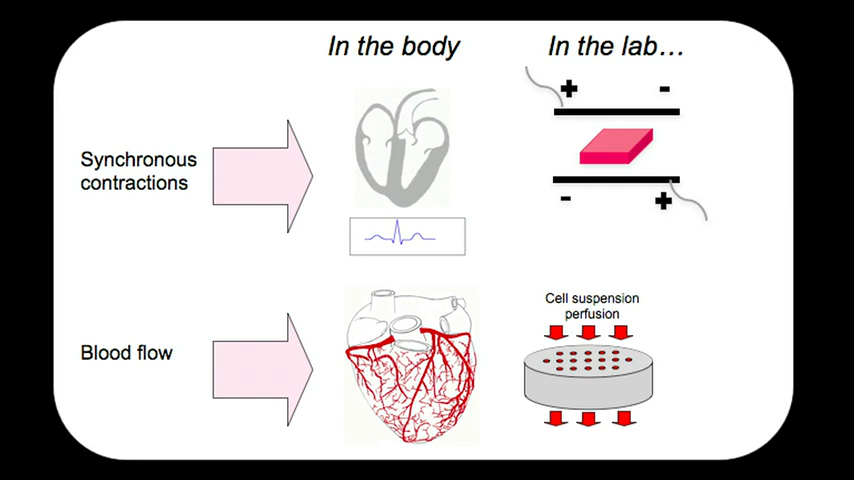 In the body
In the lab…
+ -
Synchronous
contractions
- +
Cell suspension
perfusion
Blood flow